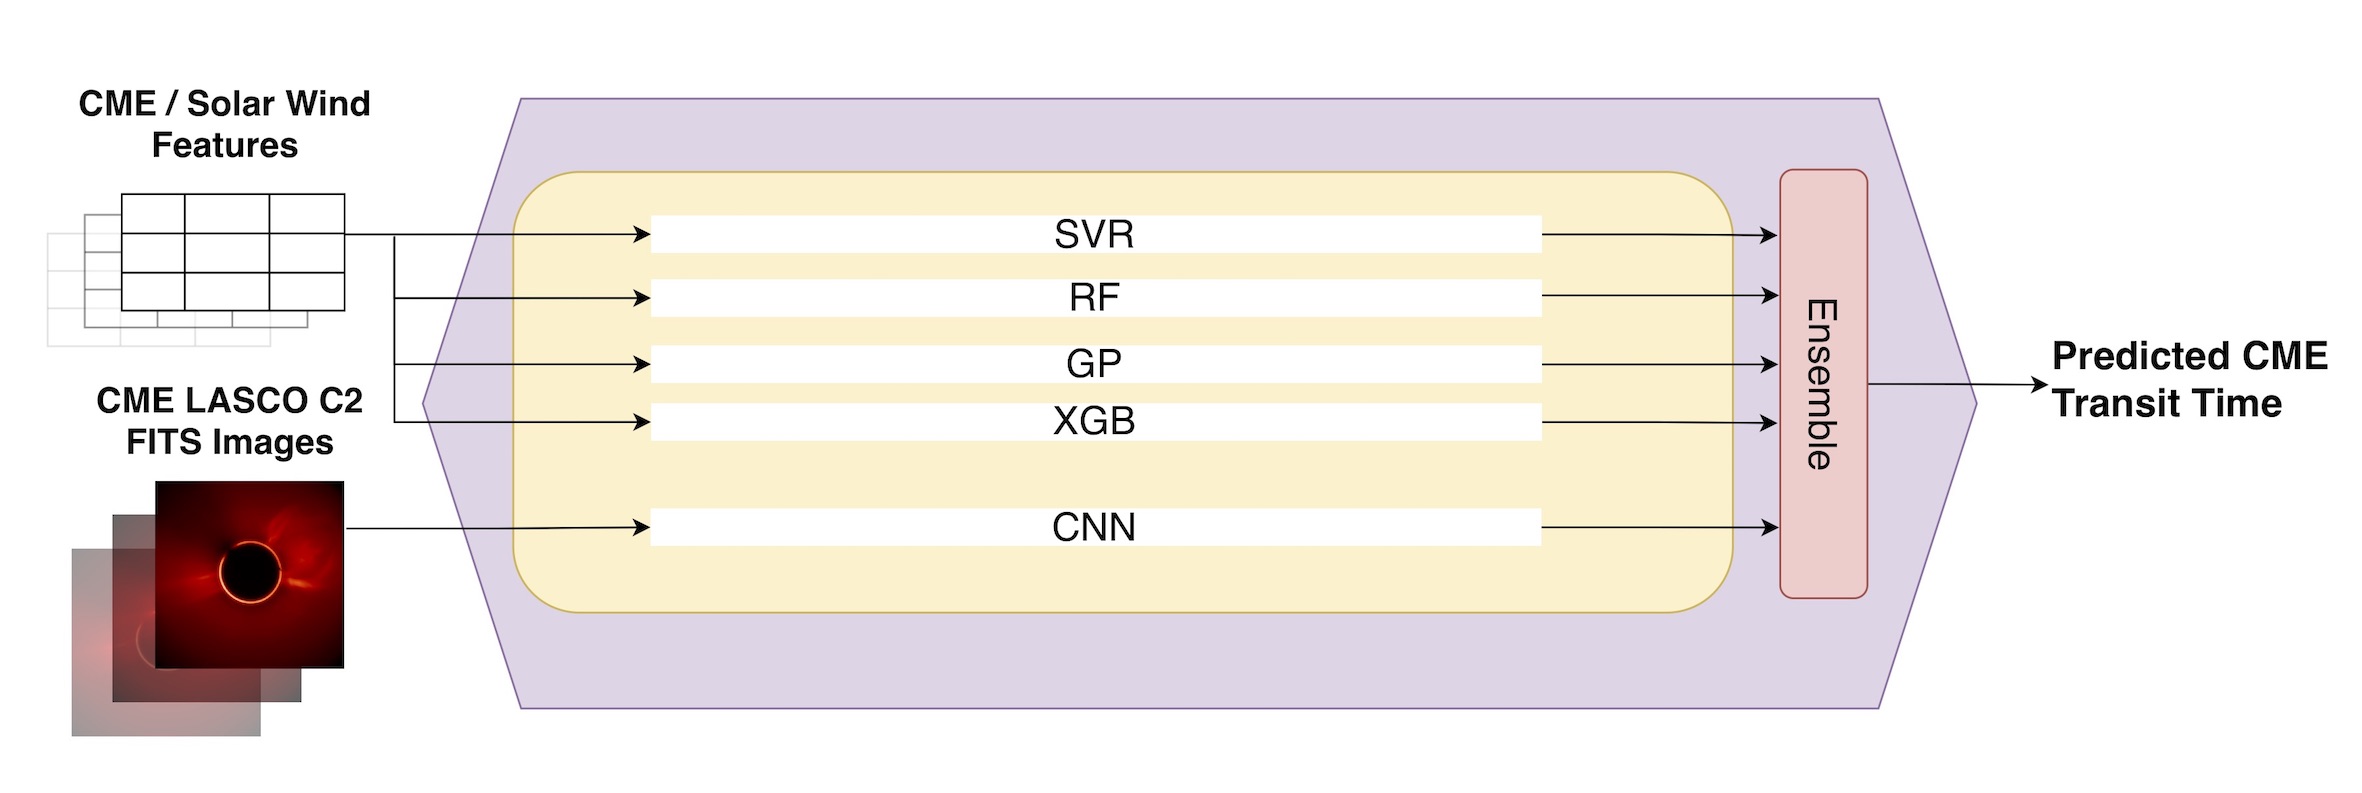 CME / Solar Wind
Features
CME LASCO C2
FITS Images
SVR
RF
GP
XGB
CNN
Ensemble
Predicted CME
Transit Time